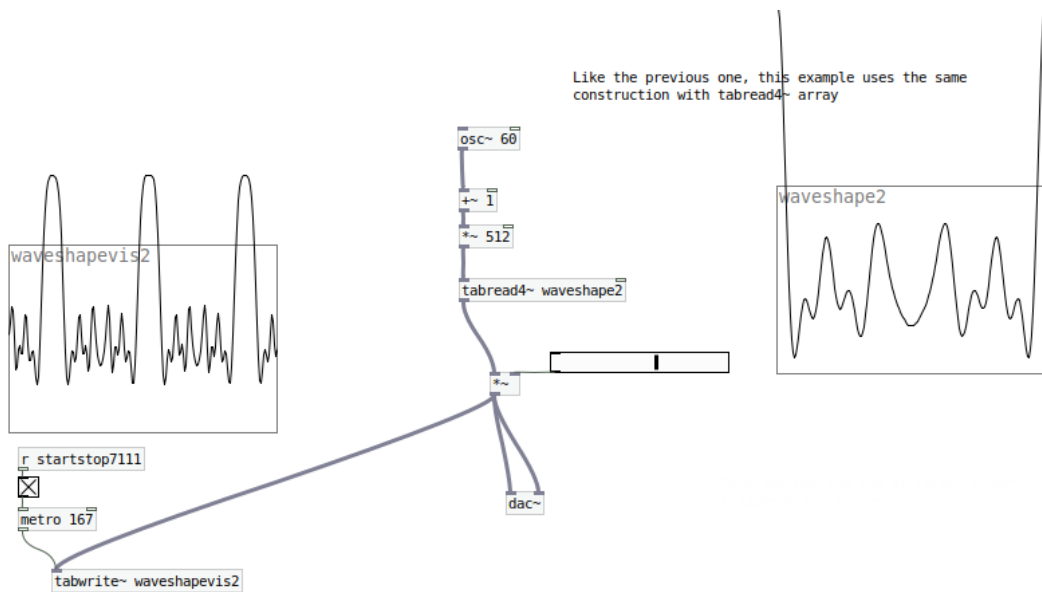 Like the previous one, this example uses the same
construction with tabread4~ array
osc~ 60
+~ 1
waveshape2
*~ 512
waveshapevis2
tabread4~ waveshape2
*~
r startstop7111
dac~
metro 167
tabwrite~ waveshapevis2